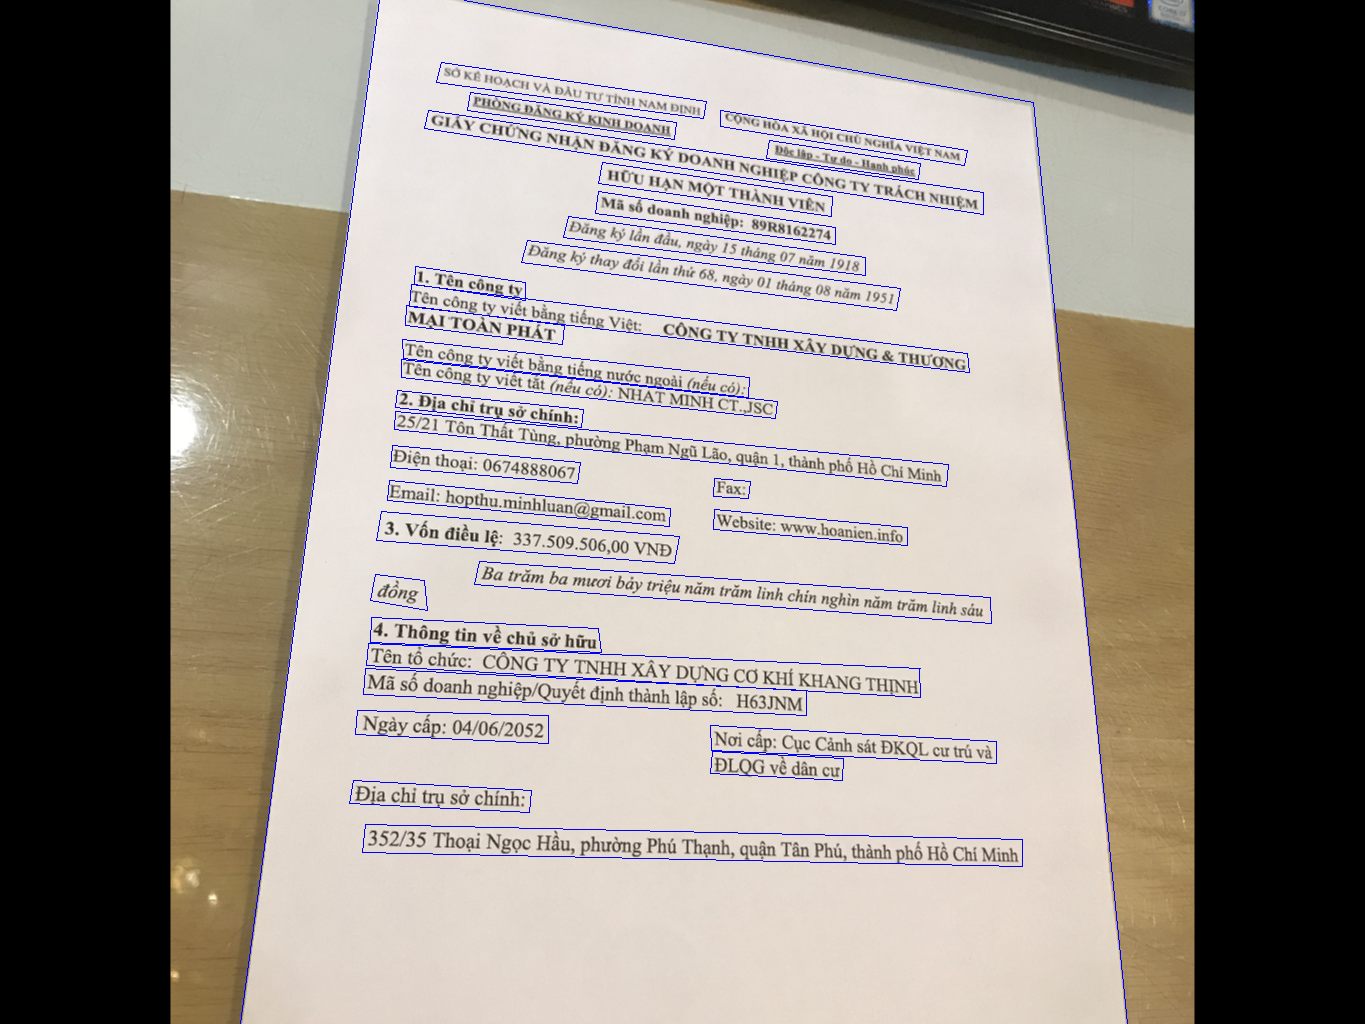 SỞ KẾ HOẠCH VÀ ĐẦU TƯ TỈNH NAM ĐỊNH
PHÒNG ĐĂNG KÝ KINH DOANH
CỘNG HÒA XÃ HỘI CHỦ NGHĨA VIỆT NAM
Độc lập - Tự do - Hạnh phúc
GIẤY CHỨNG NHẬN ĐĂNG KÝ DOANH NGHIỆP CÔNG TY TRÁCH NHIỆM
HỮU HẠN MỘT THÀNH VIÊN
Mã số doanh nghiệp: 89R8162274
Đăng ký lần đầu, ngày 15 tháng 07 năm 1918
Đăng ký thay đổi lần thứ 68, ngày 01 tháng 08 năm 1951
1. Tên công ty
Tên công ty viết bằng tiếng Việt: CÔNG TY TNHH XÂY DỰNG & THƯƠNG
MẠI TOÀN PHÁT
Tên công ty viết bằng tiếng nước ngoài (nếu có):
Tên công ty viết tắt (nếu có): NHAT MINH CT.,JSC
2. Địa chỉ trụ sở chính:
25/21 Tôn Thất Tùng, phường Phạm Ngũ Lão, quận 1, thành phố Hồ Chí Minh
Điện thoại: 0674888067
Fax:
Email: hopthu.minhluan@gmail.com
Website: www.hoanien.info
3. Vốn điều lệ: 337.509.506,00 VNĐ
Ba trăm ba mươi bảy triệu năm trăm linh chín nghìn năm trăm linh sáu
đồng
4. Thông tin về chủ sở hữu
Tên tổ chức: CÔNG TY TNHH XÂY DỰNG CƠ KHÍ KHANG THỊNH
Mã số doanh nghiệp/Quyết định thành lập số: H63JNM
Ngày cấp: 04/06/2052
Nơi cấp: Cục Cảnh sát ĐKQL cư trú và
ĐLQG về dân cư
Địa chỉ trụ sở chính:
352/35 Thoại Ngọc Hầu, phường Phú Thạnh, quận Tân Phú, thành phố Hồ Chí Minh